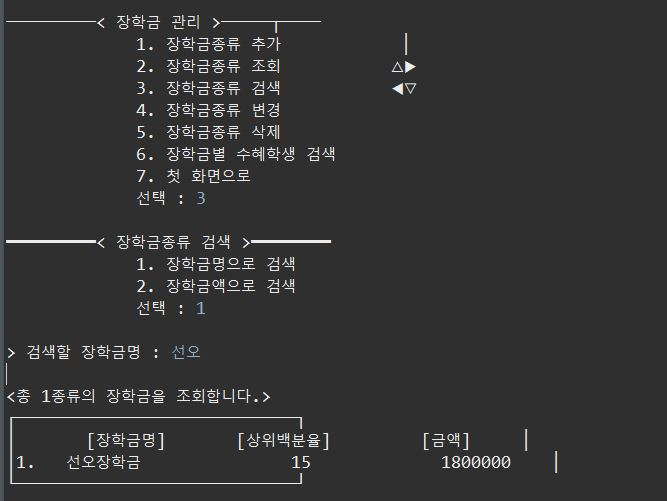 < 장학금 관리 >
1. 장학금종류 추가
2. 장학금종류 조회
3. 장학금종류 검색
4. 장학금종류 변경
5. 장학금종류 삭제
6. 장학금별 수혜학생 검색
7. 첫 화면으로
선택 : 3
< 장학금종류 검색 >
1. 장학금명으로 검색
2. 장학금액으로 검색
선택 : 1
> 검색할 장학금명 : 선오
<총 1종류의 장학금을 조회합니다.>
[장학금명] [상위백분율] [금액]
1. 선오장학금 15 1800000